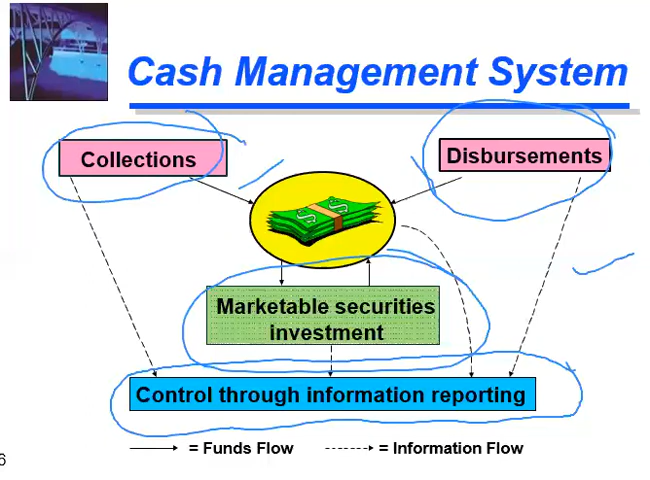 Cash Management System
Collections
Disbursements
$
$
Marketable securities
investment
Control through information reporting
= Funds Flow
= Information Flow
6